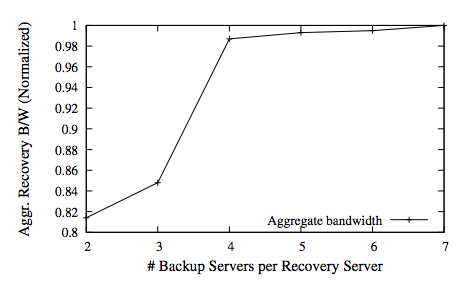 Aggr. Recovery B/W (Normalized)
1
0.98
0.96
0.94
0.92
0.9
0.88
0.86
0.84
0.82
0.8
Aggregate bandwidth
2 3 4 5 6 7
# Backup Servers per Recovery Server